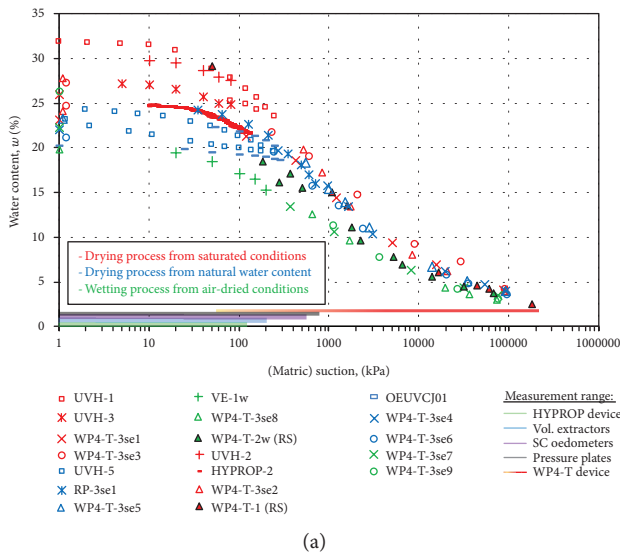 35
30
25
20
15
10
5
0
Water content, w (%)
- Drying process from saturated conditions
- Drying process from natural water content
- Wetting process from air-dried conditions
1 10 100 1000 10000 100000 1000000
(Matric) suction, (kPa)
UVH-1 VE-1w OEUVCJ01 Measurement range:
UVH-3 WP4-T-3se8 WP4-T-3se4 HYPROP device
WP4-T-3se1 WP4-T-2w (RS) WP4-T-3se6 Vol. extractors
WP4-T-3se3 UVH-2 WP4-T-3se7 SC oedometers
UVH-5 HYPROP-2 WP4-T-3se9 Pressure plates
RP-3se1 WP4-T-3se2 WP4-T device
WP4-T-3se5 WP4-T-1 (RS)
(a)